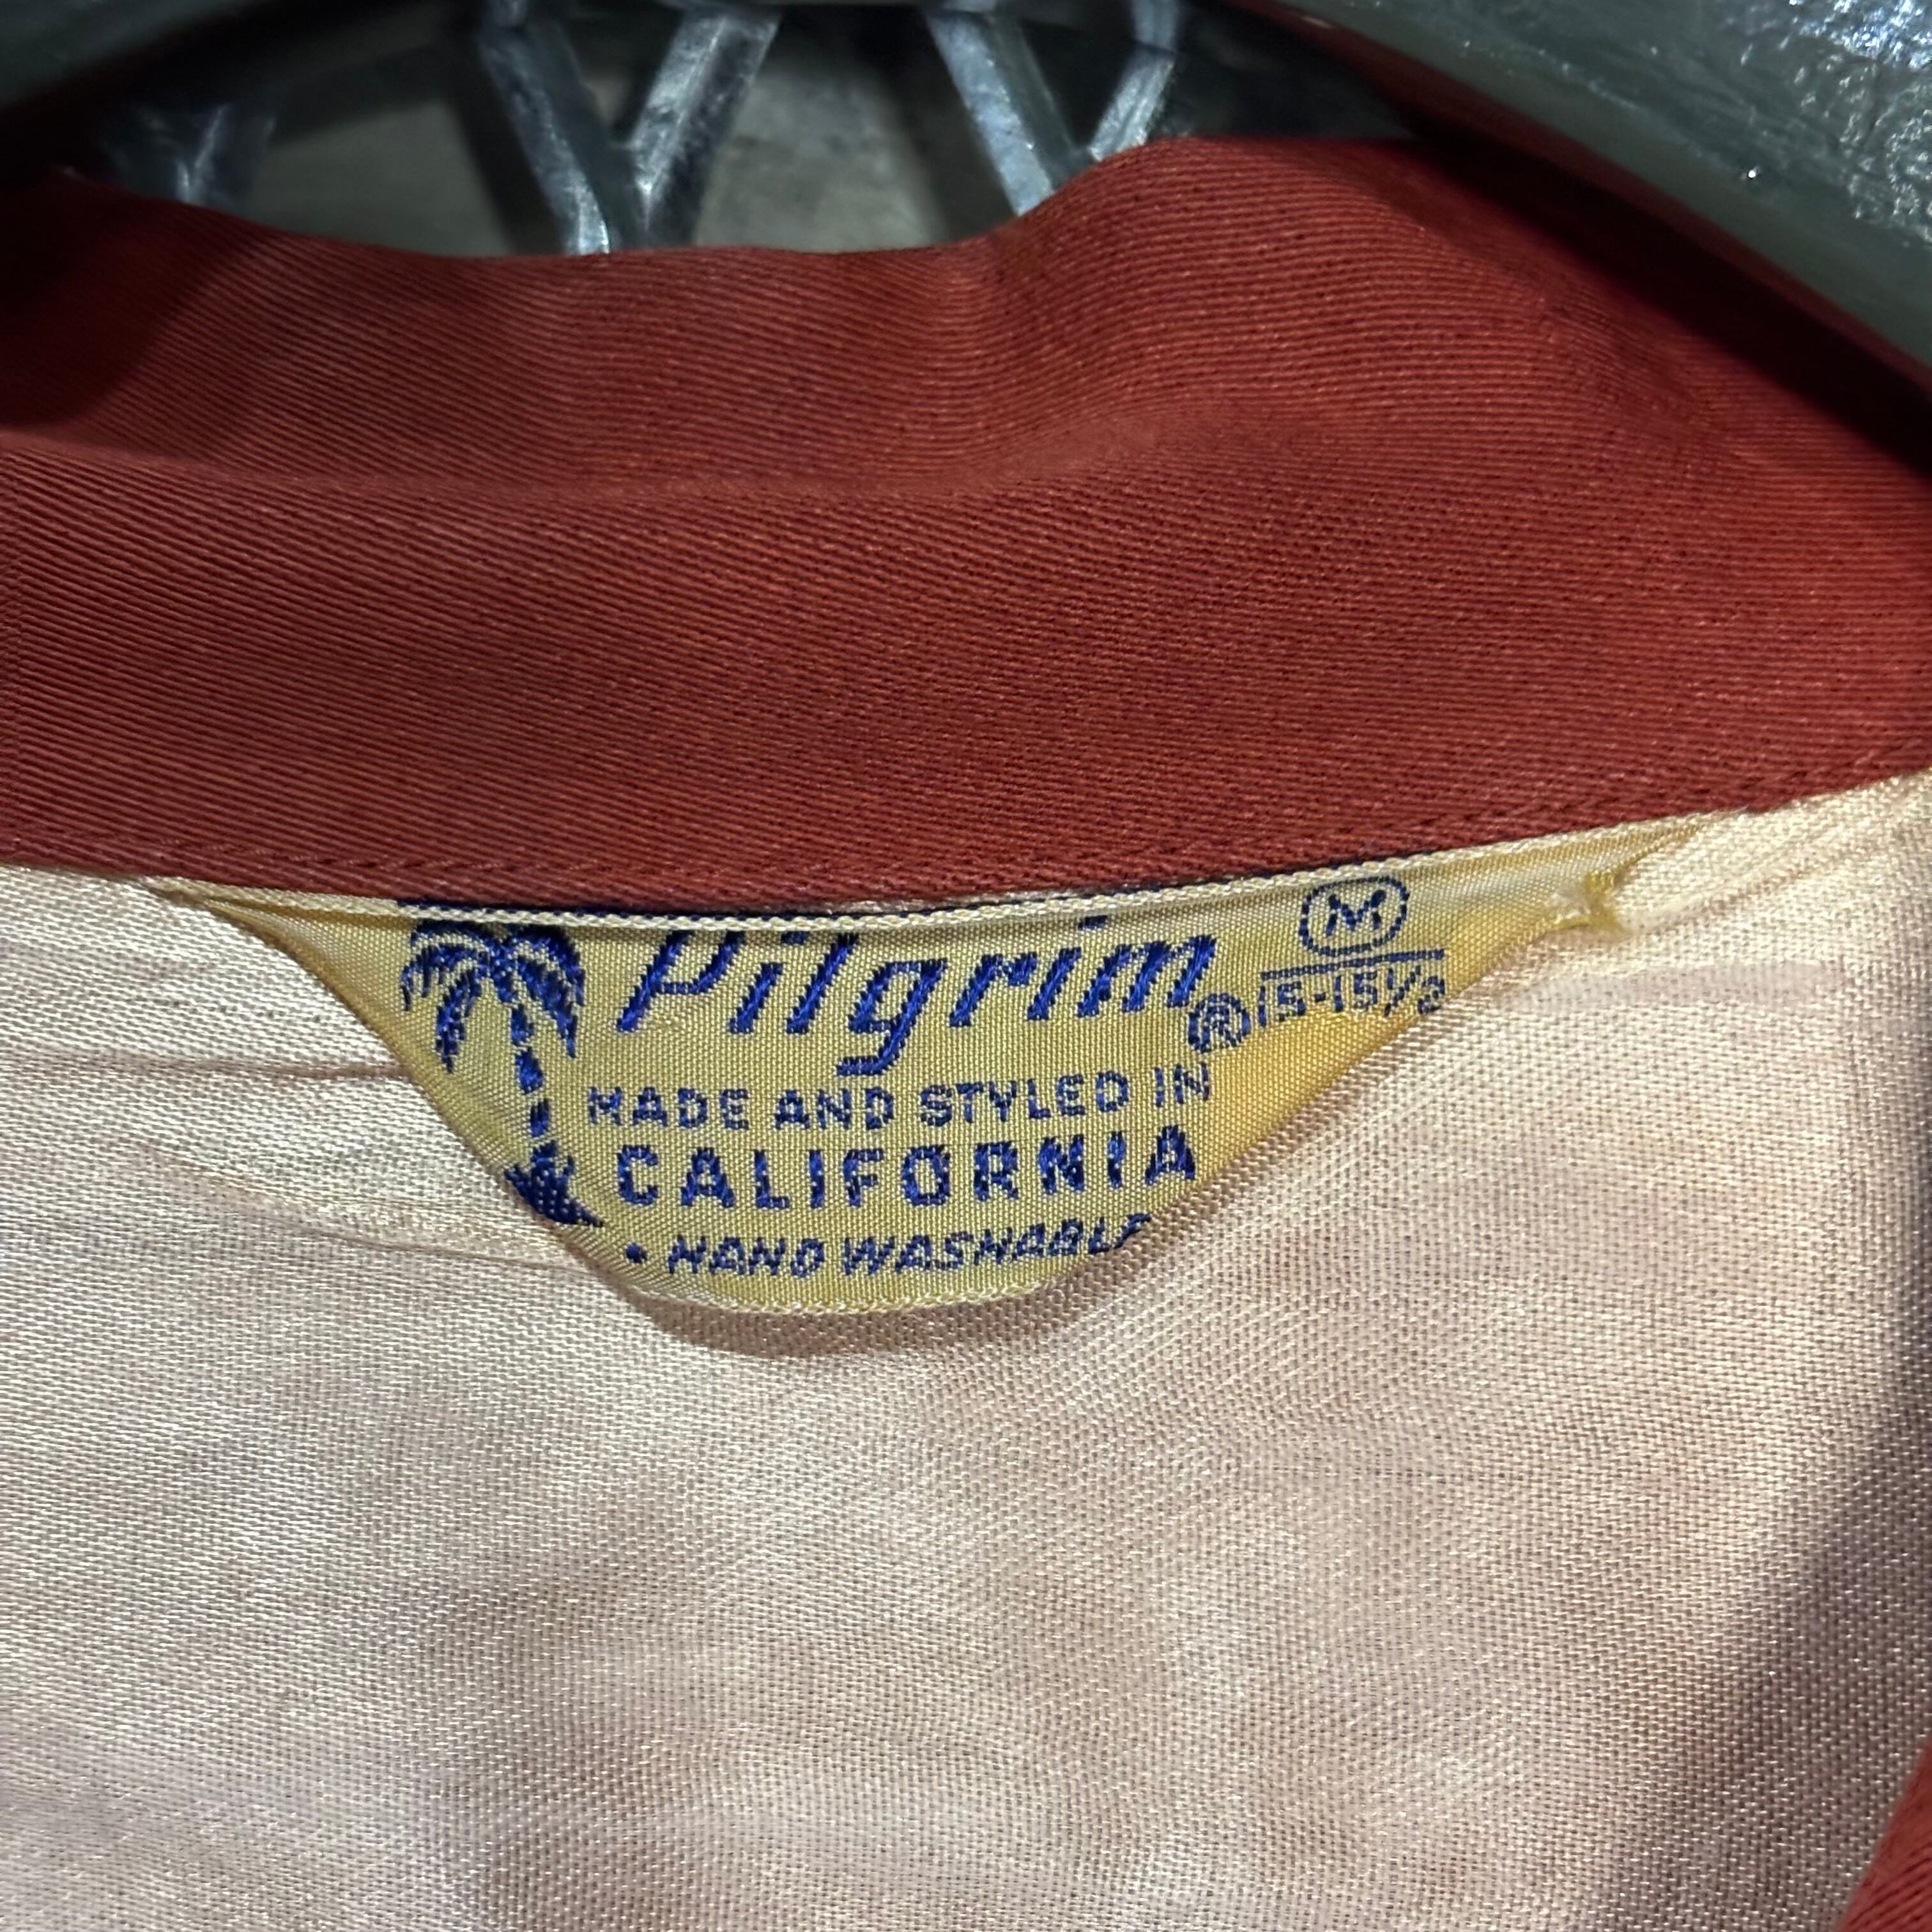 Pilgrim ®
M
15-15½
MADE AND STYLED IN
CALIFORNIA
• HAND WASHABLE